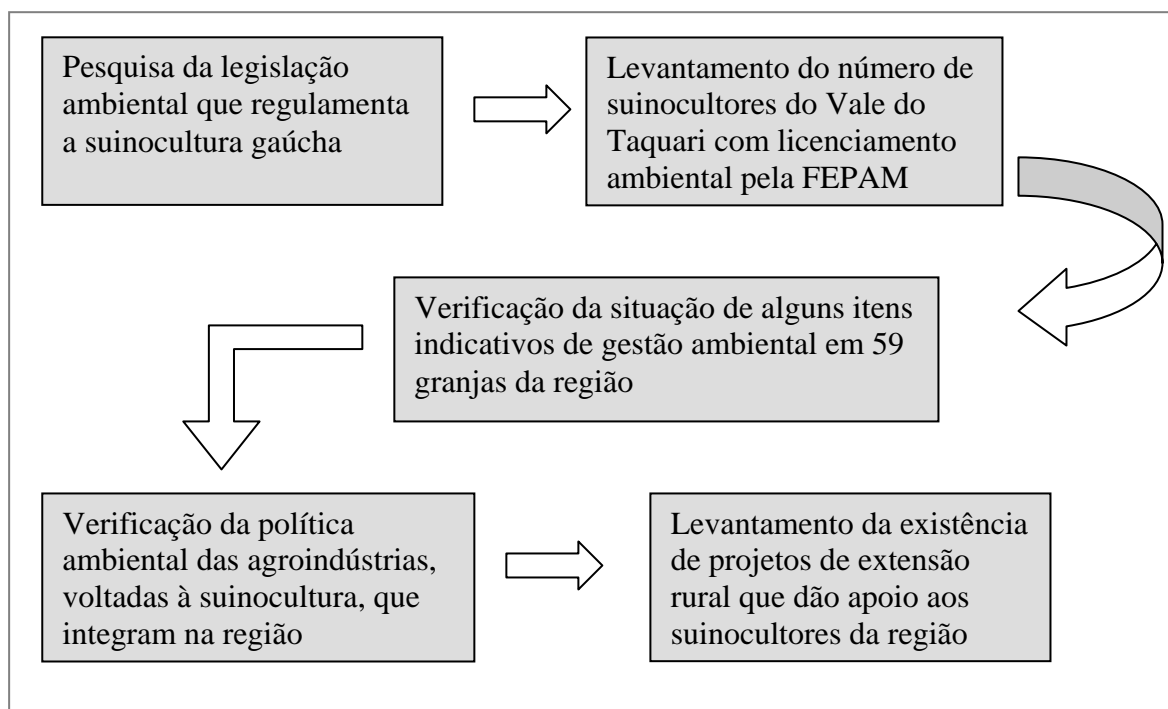 Pesquisa da legislação
ambiental que regulamenta
a suinocultura gaúcha
Levantamento do número de
suinocultores do Vale do
Taquari com licenciamento
ambiental pela FEPAM
Verificação da situação de alguns itens
indicativos de gestão ambiental em 59
granjas da região
Verificação da política
ambiental das agroindústrias,
voltadas à suinocultura, que
integram na região
Levantamento da existência
de projetos de extensão
rural que dão apoio aos
suinocultores da região